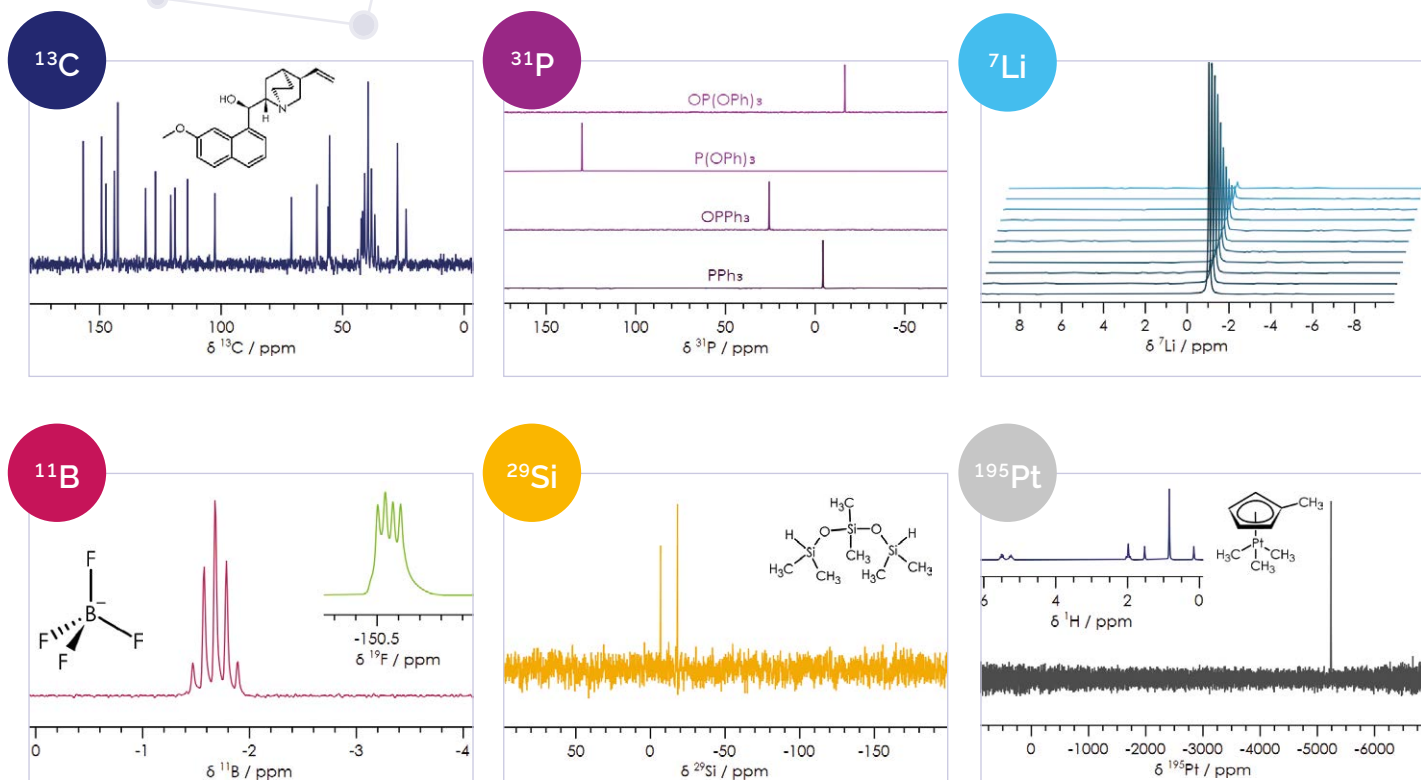 ¹³C
HO
N
H
O
150 100 50 0
δ ¹³C / ppm
³¹P
OP(OPh)₃
P(OPh)₃
OPPh₃
PPh₃
150 100 50 0 -50
δ ³¹P / ppm
⁷Li
8 6 4 2 0 -2 -4 -6 -8
δ ⁷Li / ppm
¹¹B
F
B⁻
F F
F
-150.5
δ ¹⁹F / ppm
0 -1 -2 -3 -4
δ ¹¹B / ppm
²⁹Si
H₃C
H O Si O H
Si CH₃ Si
H₃C CH₃ H₃C CH₃
50 0 -50 -100 -150
δ ²⁹Si / ppm
¹⁹⁵Pt
CH₃
Pt
H₃C CH₃
CH₃
6 4 2 0
δ ¹H / ppm
0 -1000 -2000 -3000 -4000 -5000 -6000
δ ¹⁹⁵Pt / ppm